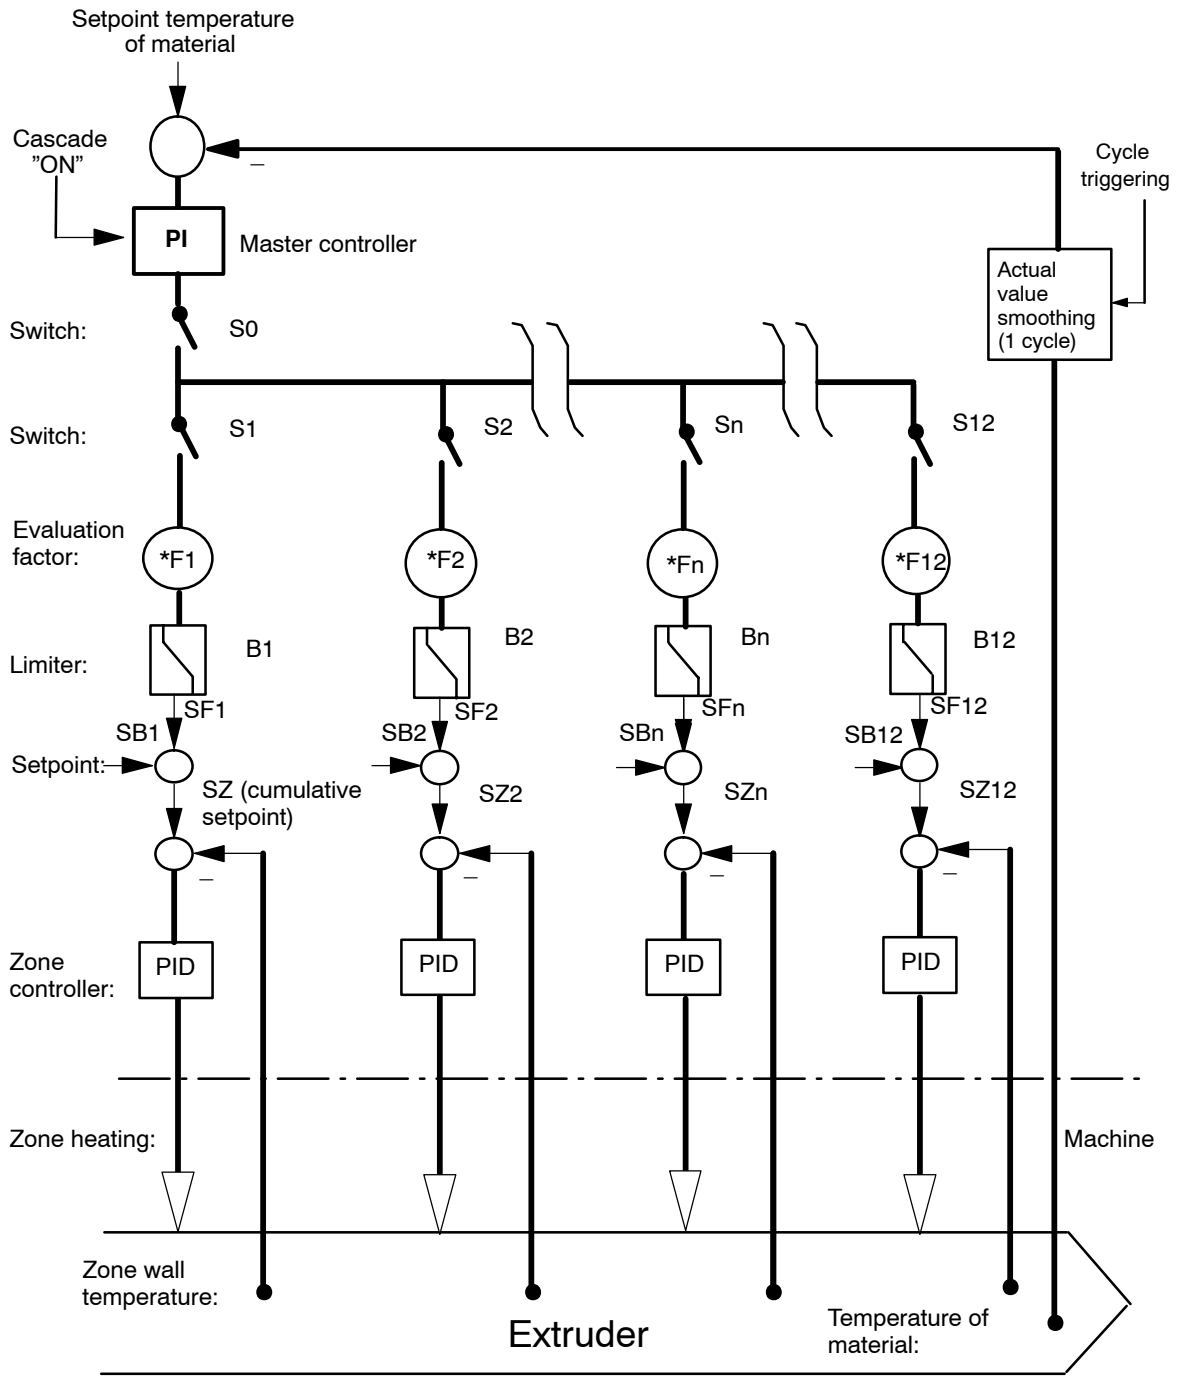 Setpoint temperature
of material
Cascade
”ON”
–
Cycle
triggering
PI
Master controller
Actual
value
smoothing
(1 cycle)
Switch:
S0
Switch:
S1
S2
Sn
S12
Evaluation
factor:
*F1
*F2
*Fn
*F12
Limiter:
B1
B2
Bn
B12
SF1
SF2
SFn
SF12
SB1
SB2
SBn
SB12
Setpoint:
SZ (cumulative
setpoint)
SZ2
SZn
SZ12
–
–
–
–
Zone
controller:
PID
PID
PID
PID
Zone heating:
Machine
Zone wall
temperature:
Extruder
Temperature of
material: